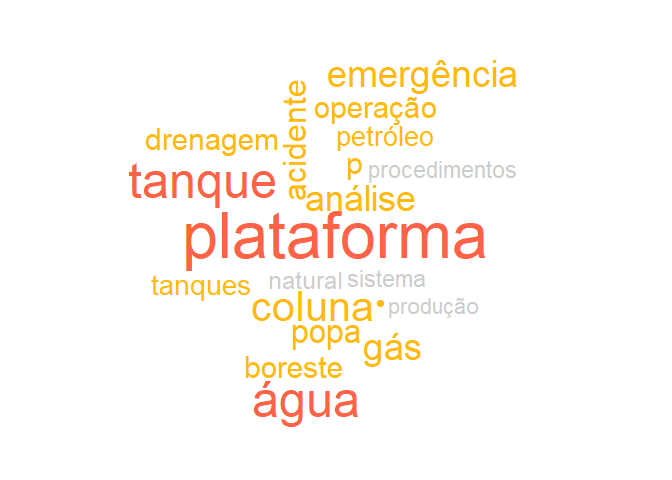 emergência
acidente
operação
drenagem
petróleo
p
procedimentos
tanque
análise
plataforma
natural
sistema
tanques
coluna
•
produção
popa
gás
boreste
água